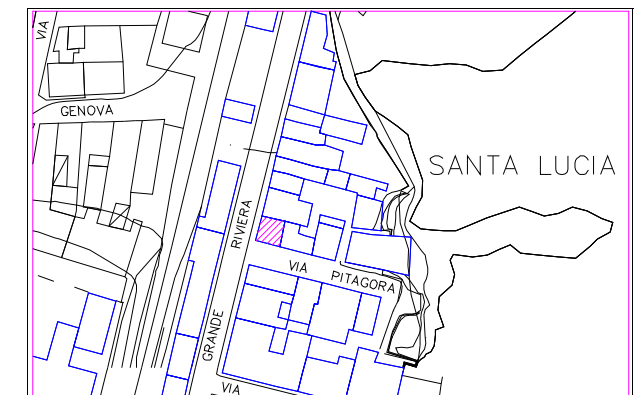 VIA
GENOVA
SANTA LUCIA
RIVIERA
VIA PITAGORA
GRANDE
VIA